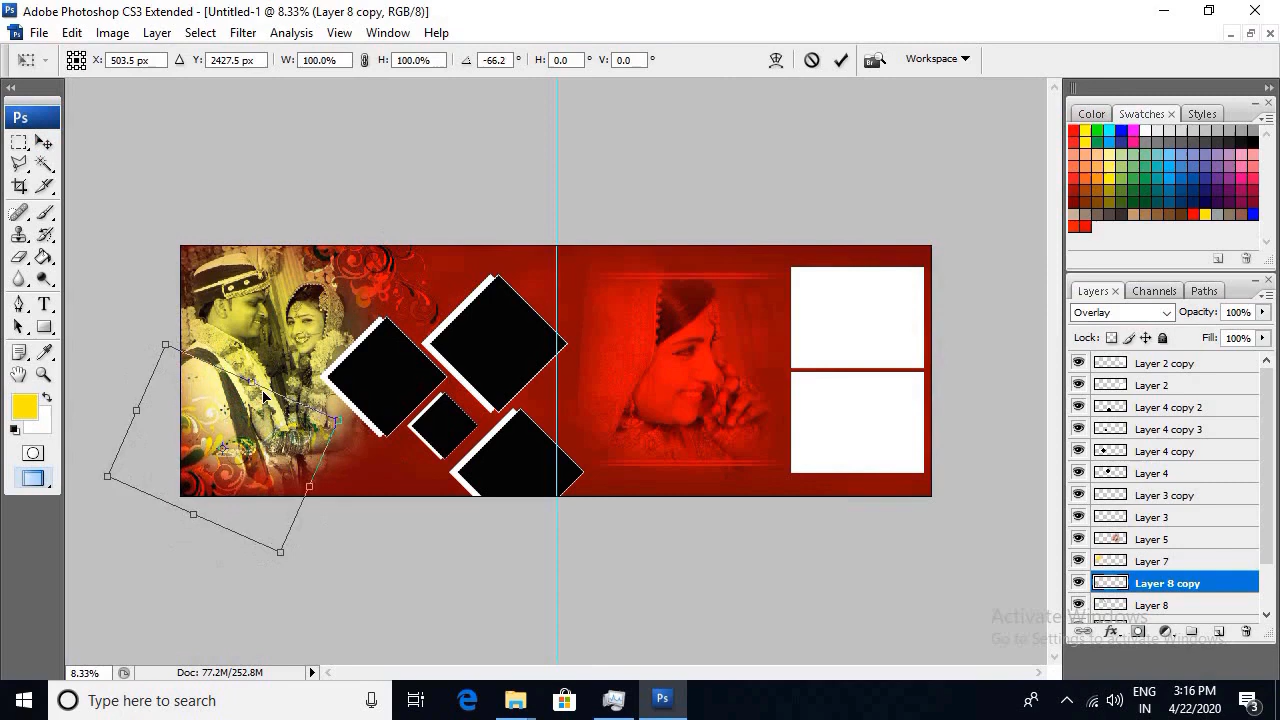 Adobe Photoshop CS3 Extended - [Untitled-1 @ 8.33% (Layer 8 copy, RGB/8)]
File Edit Image Layer Select Filter Analysis View Window Help
X: 503.5 px Y: 2427.5 px W: 100.0% H: 100.0% -66.2 ° H: 0.0 ° V: 0.0 ° Workspace
Ps
Color Swatches Styles
Layers Channels Paths
Overlay Opacity: 100%
Lock: Fill: 100%
Layer 2 copy
Layer 2
Layer 4 copy 2
Layer 4 copy 3
Layer 4 copy
Layer 4
Layer 3 copy
Layer 3
Layer 5
Layer 7
Layer 8 copy
Layer 8
Activate Windows
Go to Settings to activate Windows.
8.33% Doc: 77.2M/252.8M
Type here to search
ENG
IN
3:16 PM
4/22/2020
3